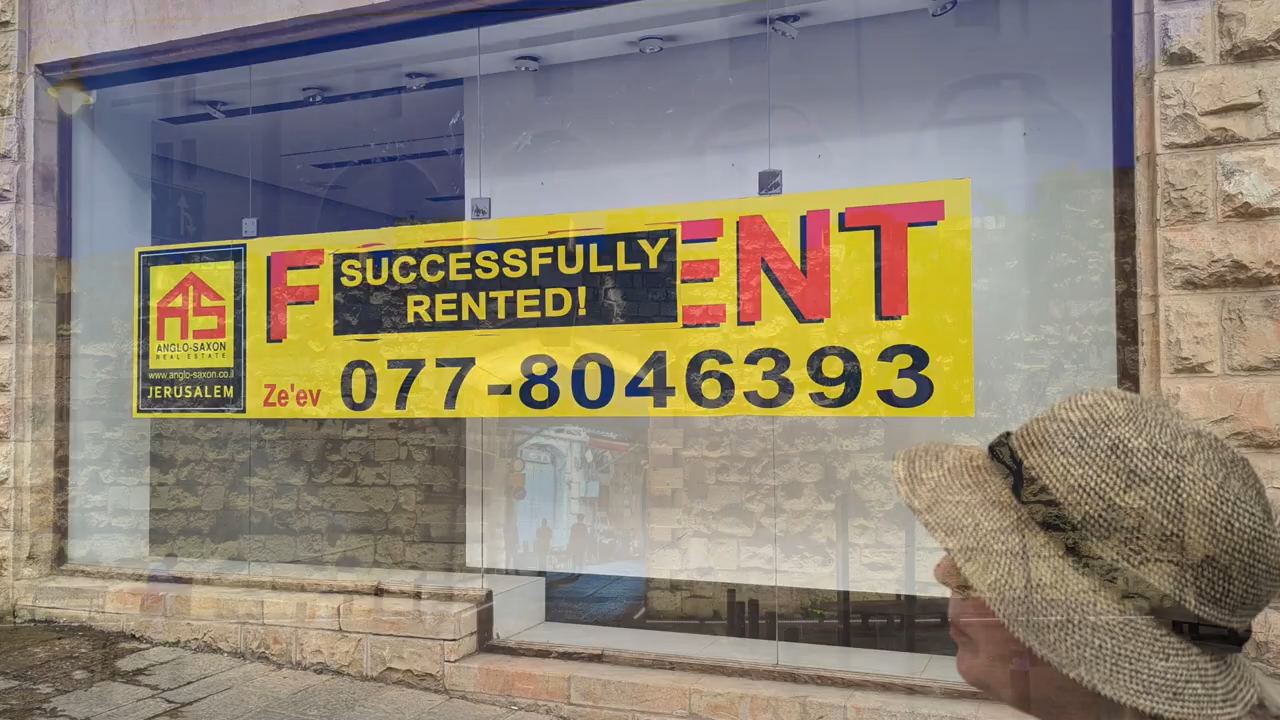 F ENT
SUCCESSFULLY
RENTED!
AS
ANGLO-SAXON
REAL ESTATE
www.anglo-saxon.co.il
JERUSALEM
Ze'ev 077-8046393